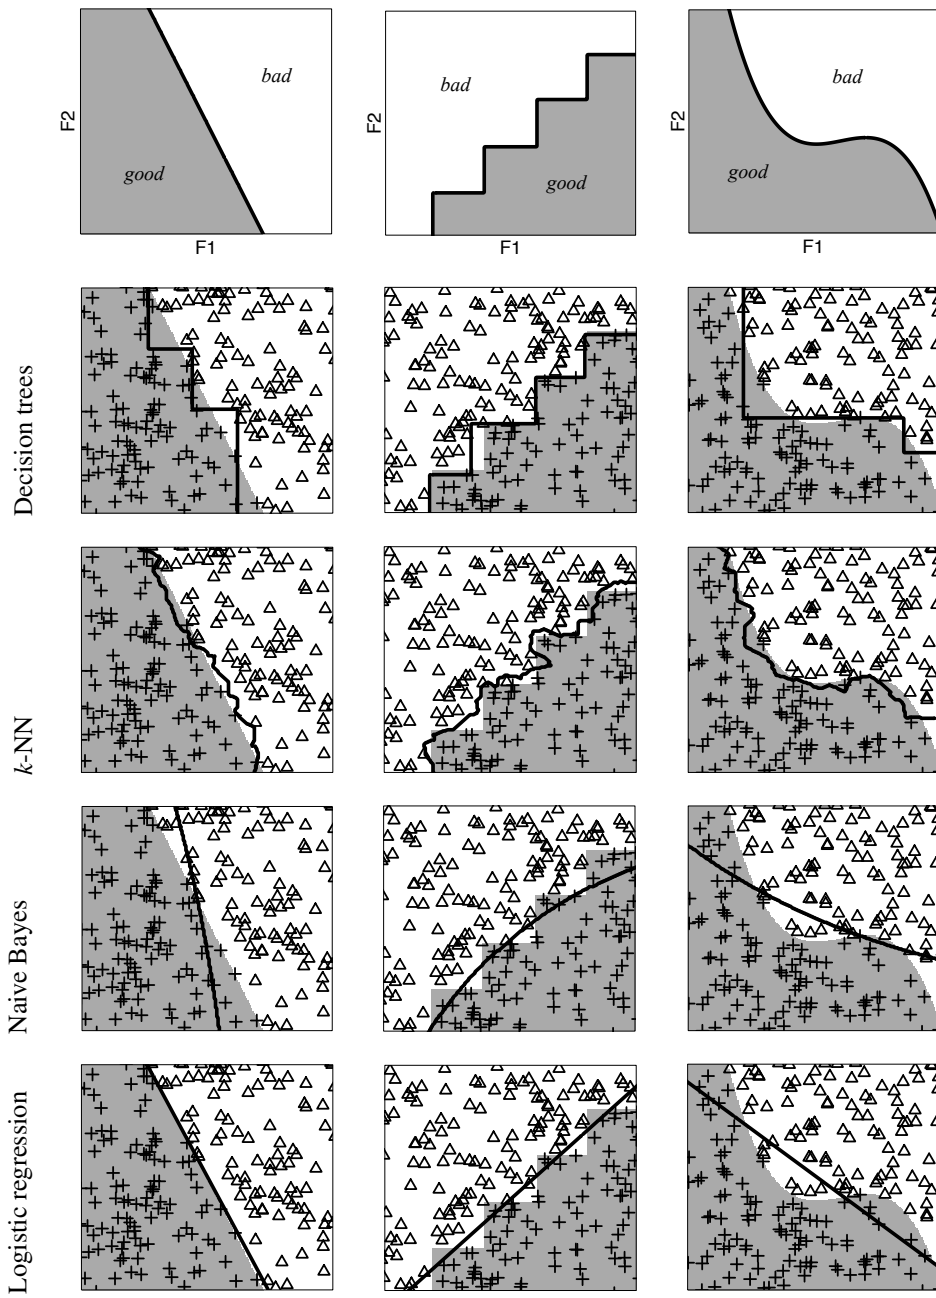 bad
F2
good
F1
bad
F2
good
F1
bad
F2
good
F1
Decision trees
k-NN
Naive Bayes
Logistic regression